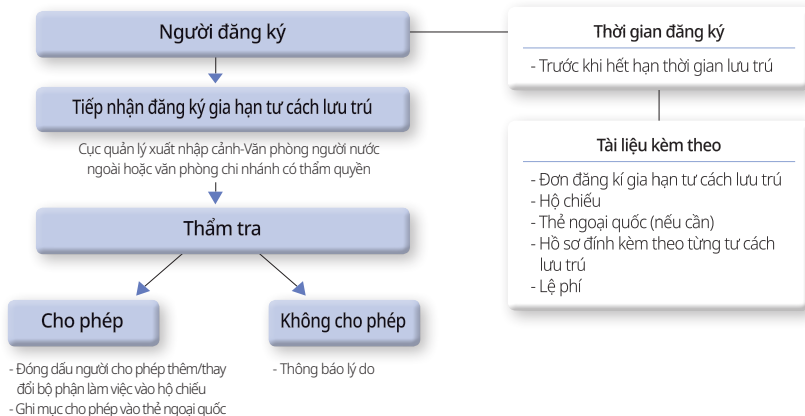 Người đăng ký
Tiếp nhận đăng ký gia hạn tư cách lưu trú
Cục quản lý xuất nhập cảnh-Văn phòng người nước
ngoài hoặc văn phòng chi nhánh có thẩm quyền
Thẩm tra
Cho phép
- Đóng dấu người cho phép thêm/thay
đổi bộ phận làm việc vào hộ chiếu
- Ghi mục cho phép vào thẻ ngoại quốc
Không cho phép
- Thông báo lý do
Thời gian đăng ký
- Trước khi hết hạn thời gian lưu trú
Tài liệu kèm theo
- Đơn đăng kí gia hạn tư cách lưu trú
- Hộ chiếu
- Thẻ ngoại quốc (nếu cần)
- Hồ sơ đính kèm theo từng tư cách
lưu trú
- Lệ phí